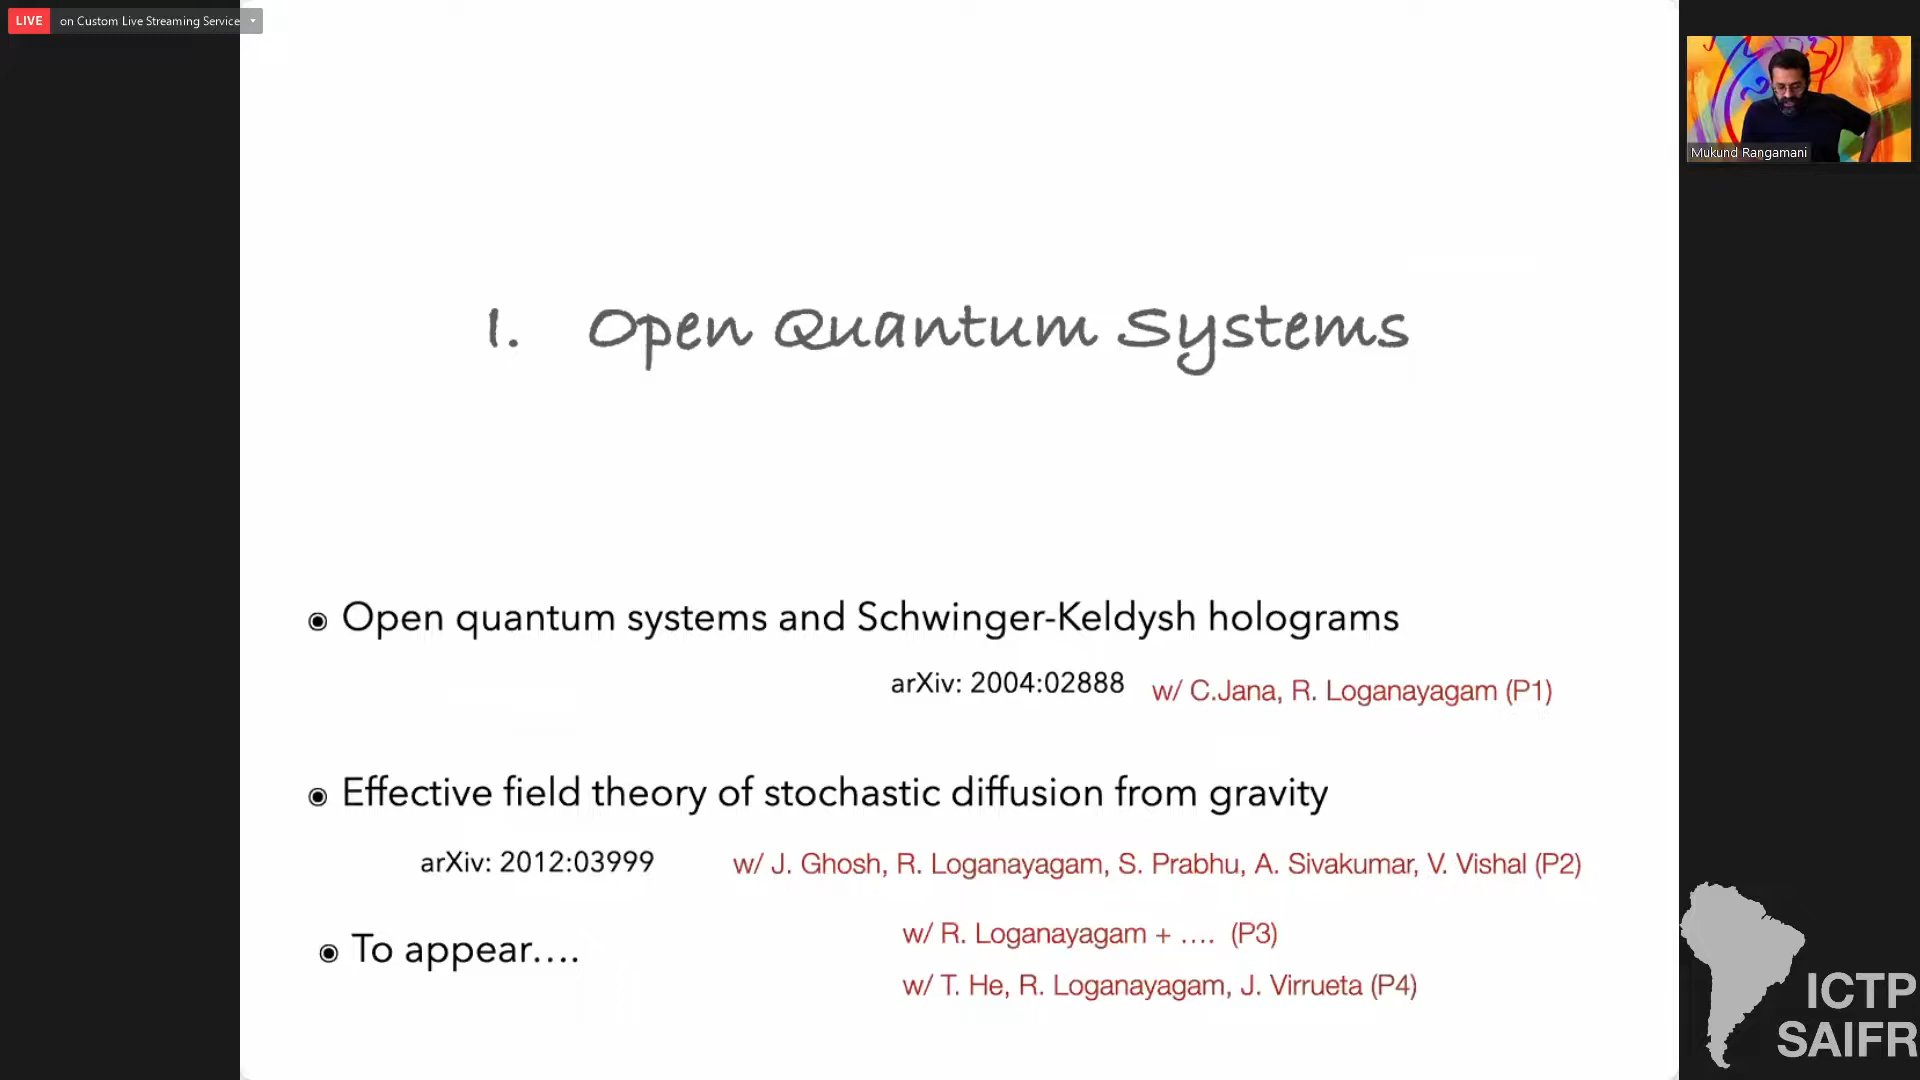 LIVE on Custom Live Streaming Service
Mukund Rangamani
1. Open Quantum Systems
Open quantum systems and Schwinger-Keldysh holograms
arXiv: 2004:02888 w/ C.Jana, R. Loganayagam (P1)
Effective field theory of stochastic diffusion from gravity
arXiv: 2012:03999 w/ J. Ghosh, R. Loganayagam, S. Prabhu, A. Sivakumar, V. Vishal (P2)
w/ R. Loganayagam + .... (P3)
To appear....
w/ T. He, R. Loganayagam, J. Virrueta (P4)
ICTP
SAIFR